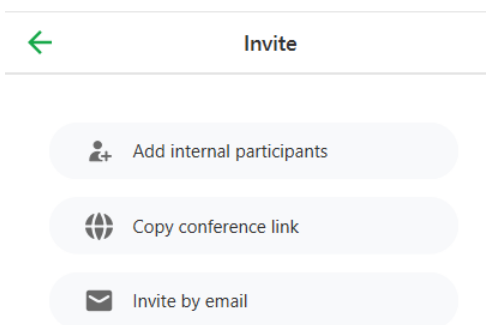 Invite
Add internal participants
Copy conference link
Invite by email